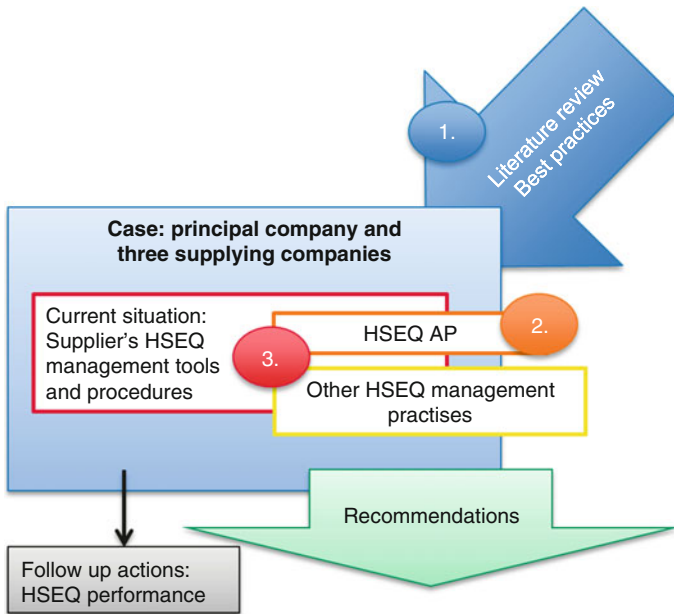 1.
Literature review
Best practices
Case: principal company and
three supplying companies
Current situation:
Supplier's HSEQ
management tools
and procedures
HSEQ AP
2.
3.
Other HSEQ management
practises
Recommendations
Follow up actions:
HSEQ performance